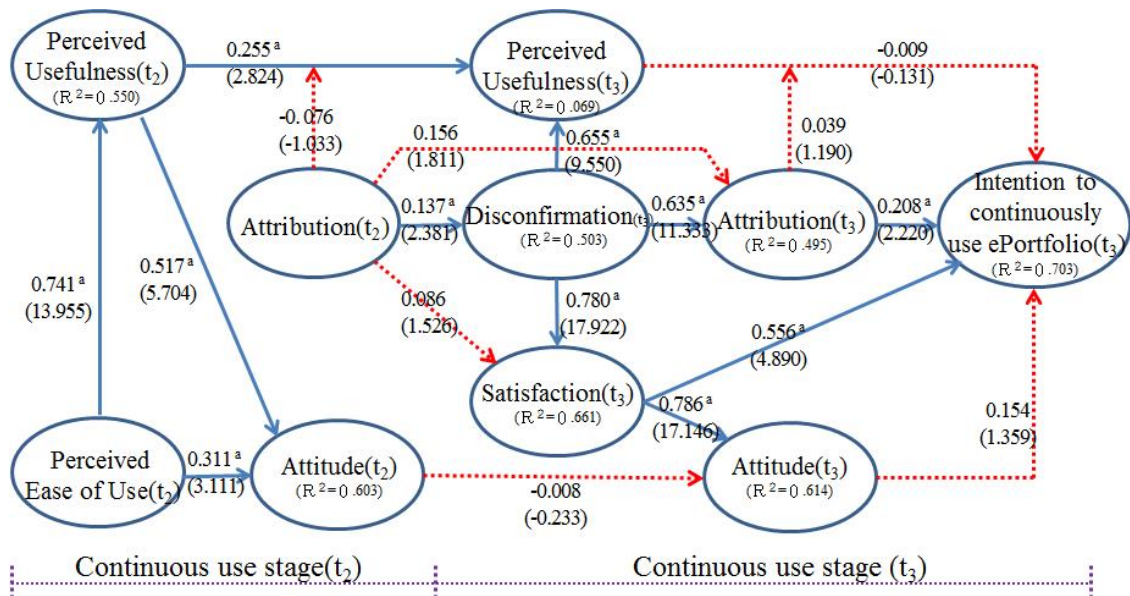 Perceived
Usefulness(t₂)
(R²=0 .550)
0.255ᵃ
(2.824)
Perceived
Usefulness(t₃)
(R²=0 .069)
-0.009
(-0.131)
-0. 076
(-1.033)
0.156
(1.811)
0.655ᵃ
(9.550)
0.039
(1.190)
Attribution(t₂)
0.137ᵃ
(2.381)
Disconfirmation(t₃)
(R²=0 .503)
0.635ᵃ
(11.333)
Attribution(t₃)
(R²=0 .495)
0.208ᵃ
(2.220)
Intention to
continuously
use ePortfolio(t₃)
(R²=0 .703)
0.741ᵃ
(13.955)
0.517ᵃ
(5.704)
0.086
(1.526)
0.780ᵃ
(17.922)
0.556ᵃ
(4.890)
Satisfaction(t₃)
(R²=0 .661)
0.786ᵃ
(17.146)
0.154
(1.359)
Perceived
Ease of Use(t₂)
0.311ᵃ
(3.111)
Attitude(t₂)
(R²=0 .603)
-0.008
(-0.233)
Attitude(t₃)
(R²=0 .614)
Continuous use stage(t₂)
Continuous use stage (t₃)